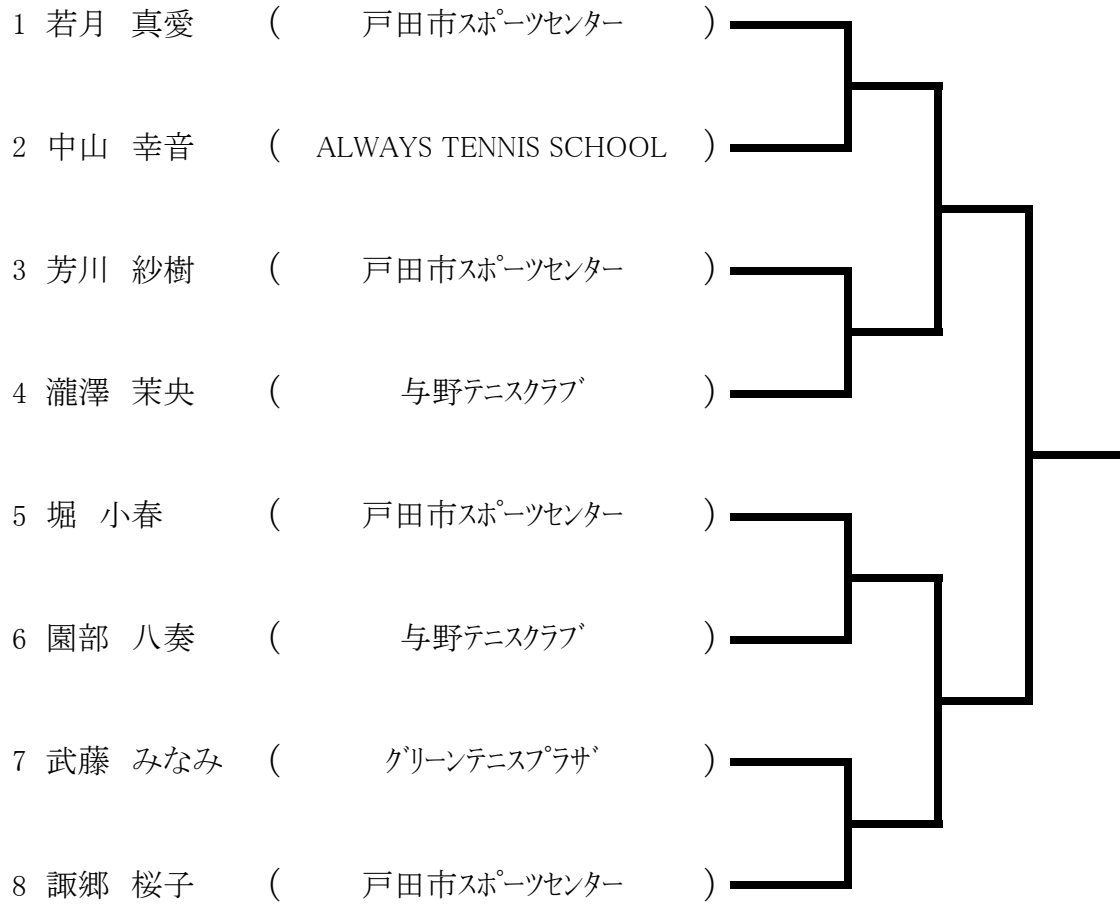 1 若月 真愛 ( 戸田市ｽﾎﾟｰﾂｾﾝﾀｰ )
2 中山 幸音 ( ALWAYS TENNIS SCHOOL )
3 芳川 紗樹 ( 戸田市ｽﾎﾟｰﾂｾﾝﾀｰ )
4 瀧澤 茉央 ( 与野ﾃﾆｽｸﾗﾌﾞ )
5 堀 小春 ( 戸田市ｽﾎﾟｰﾂｾﾝﾀｰ )
6 園部 八奏 ( 与野ﾃﾆｽｸﾗﾌﾞ )
7 武藤 みなみ ( ｸﾞﾘｰﾝﾃﾆｽﾌﾟﾗｻﾞ )
8 諏郷 桜子 ( 戸田市ｽﾎﾟｰﾂｾﾝﾀｰ )